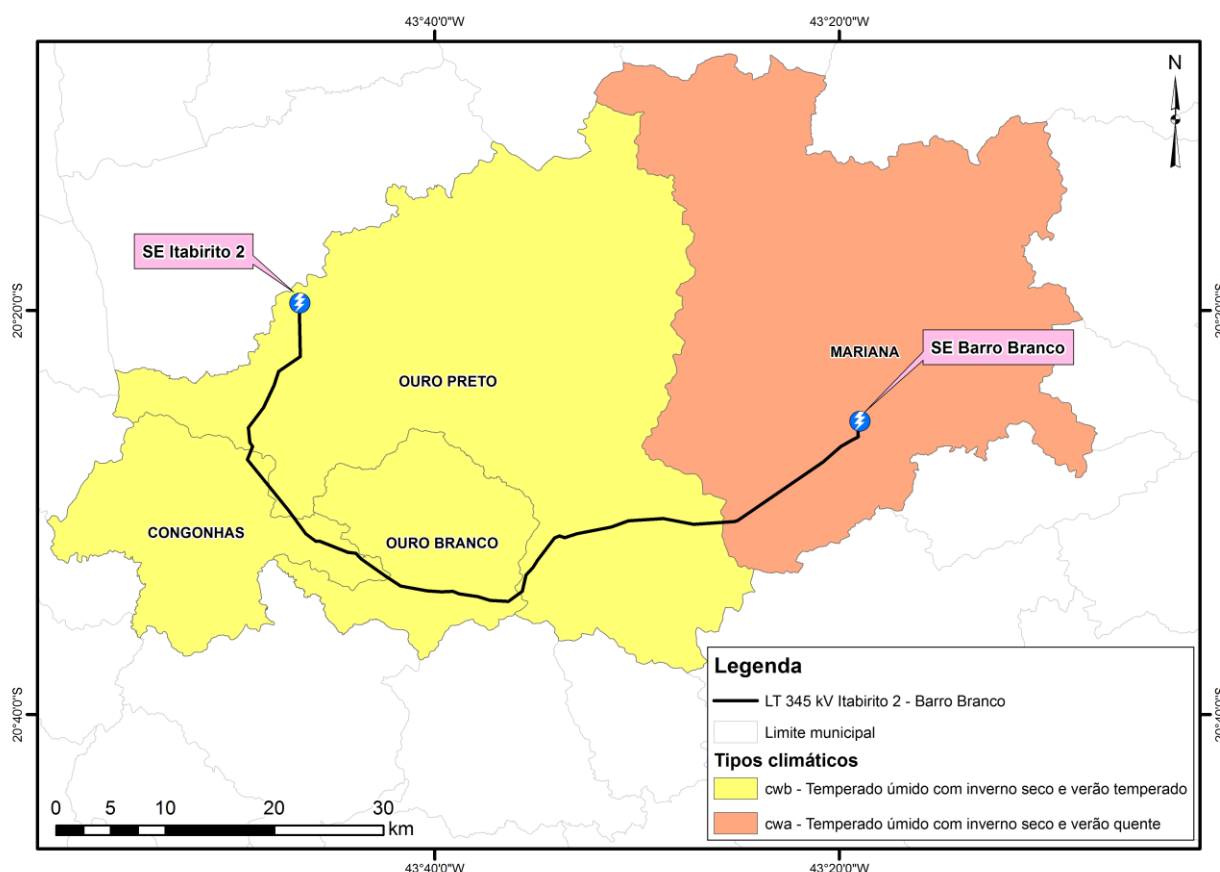 43°40'0"W
43°20'0"W
N
SE Itabirito 2
20°20'0"S
20°20'0"S
MARIANA
SE Barro Branco
OURO PRETO
CONGONHAS
OURO BRANCO
Legenda
LT 345 kV Itabirito 2 - Barro Branco
20°40'0"S
20°40'0"S
Limite municipal
Tipos climáticos
cwb - Temperado úmido com inverno seco e verão temperado
0 5 10 20 30
km
cwa - Temperado úmido com inverno seco e verão quente
43°40'0"W
43°20'0"W